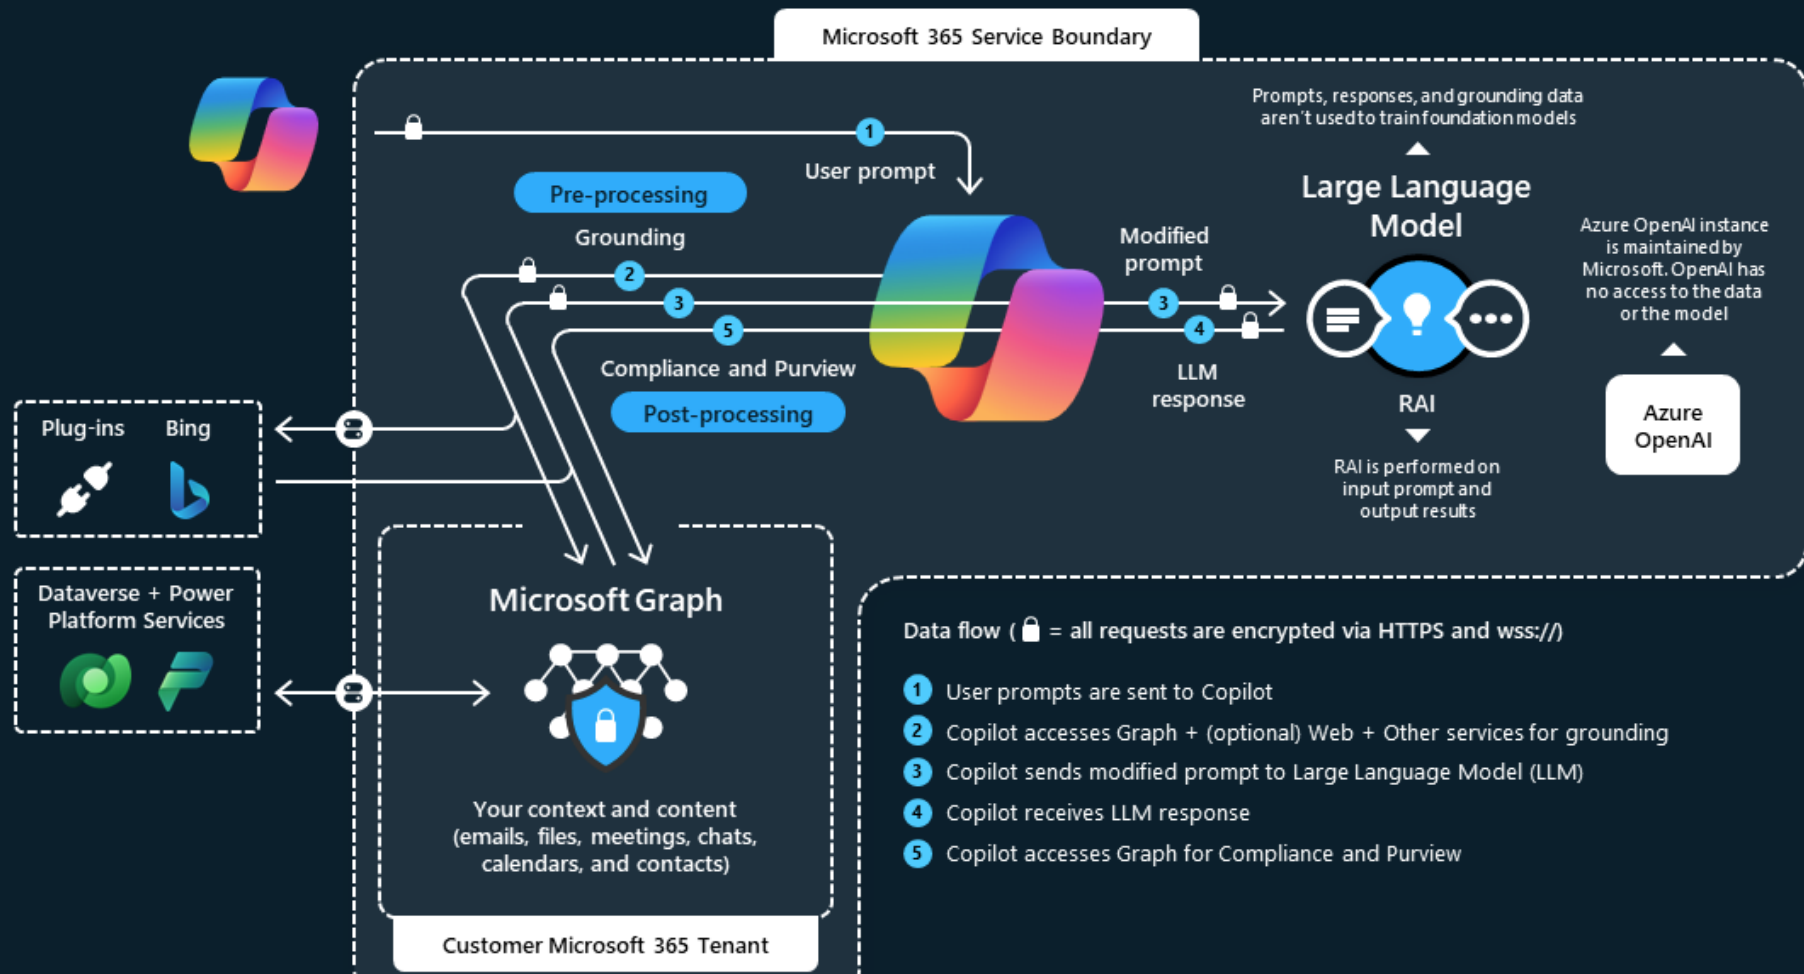 Microsoft 365 Service Boundary
Prompts, responses, and grounding data
aren't used to train foundation models
1
User prompt
Pre-processing
Grounding
2
3
5
Compliance and Purview
Post-processing
Modified
prompt
3
4
LLM
response
Large Language
Model
RAI
RAI is performed on
input prompt and
output results
Azure OpenAI instance
is maintained by
Microsoft. OpenAI has
no access to the data
or the model
Azure
OpenAI
Plug-ins
Bing
Dataverse + Power
Platform Services
Microsoft Graph
Your context and content
(emails, files, meetings, chats,
calendars, and contacts)
Customer Microsoft 365 Tenant
Data flow ( = all requests are encrypted via HTTPS and wss://)
1 User prompts are sent to Copilot
2 Copilot accesses Graph + (optional) Web + Other services for grounding
3 Copilot sends modified prompt to Large Language Model (LLM)
4 Copilot receives LLM response
5 Copilot accesses Graph for Compliance and Purview